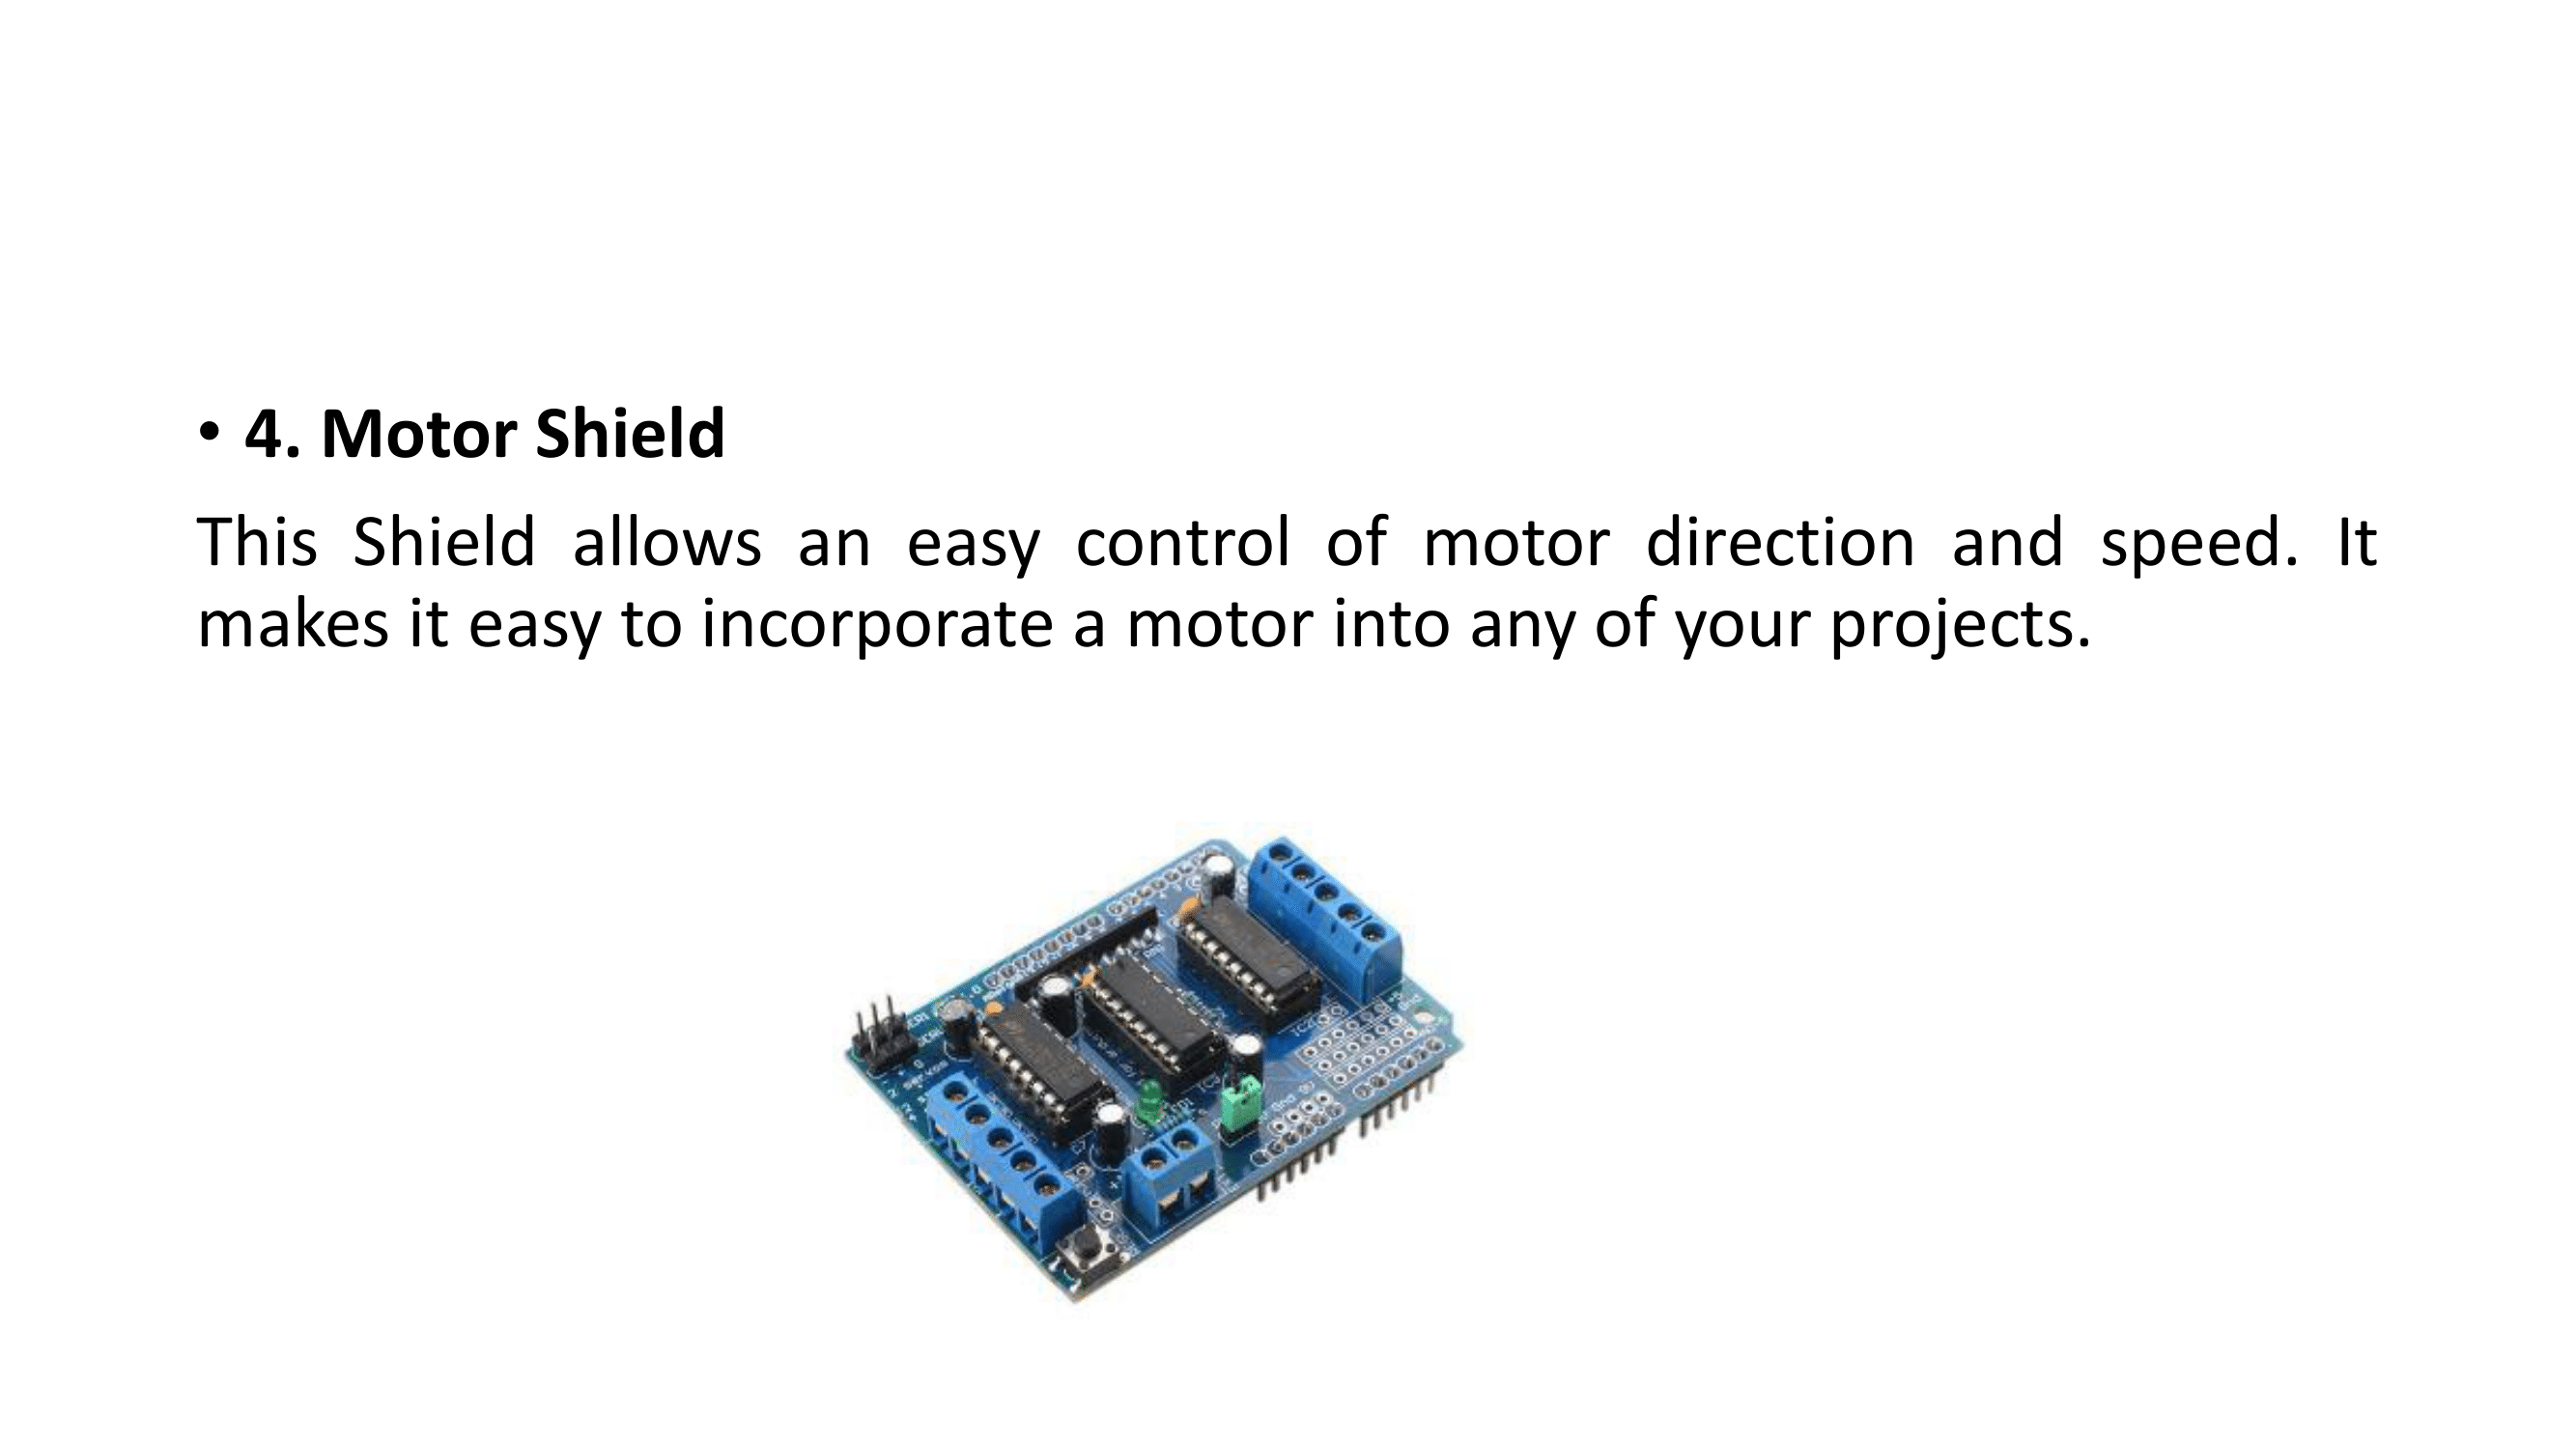 • 4. Motor Shield
This Shield allows an easy control of motor direction and speed. It
makes it easy to incorporate a motor into any of your projects.